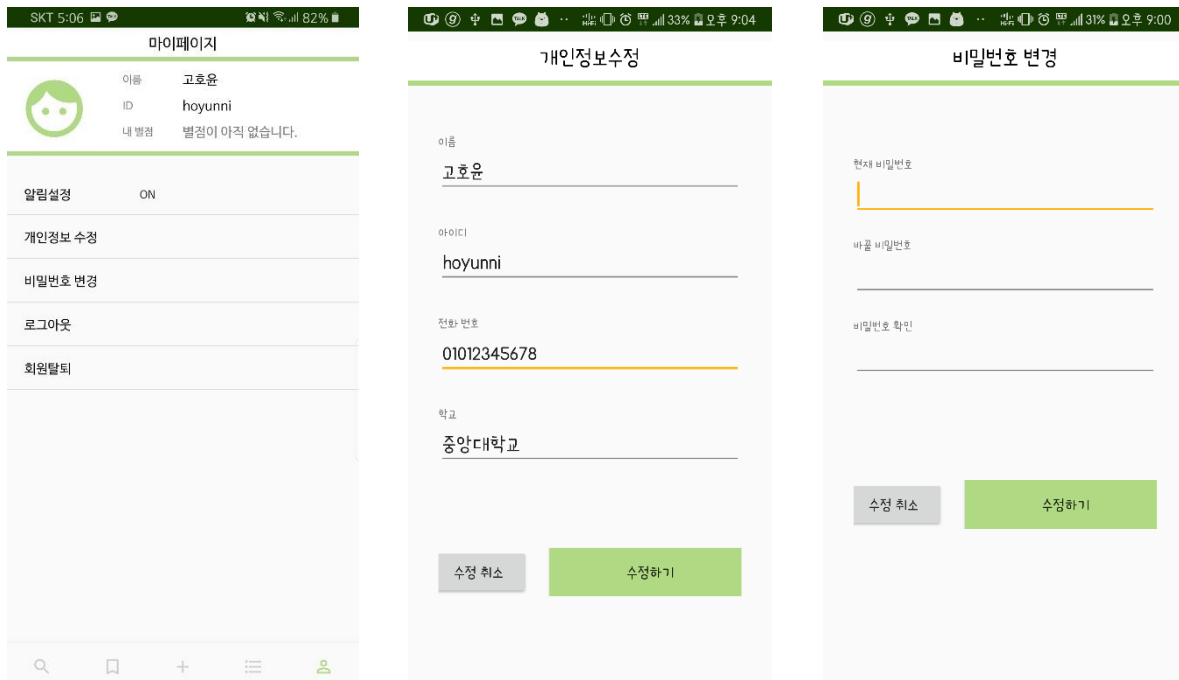 SKT 5:06 82%
마이페이지
이름 고호윤
ID hoyunni
내 별점 별점이 아직 없습니다.
알림설정 ON
개인정보 수정
비밀번호 변경
로그아웃
회원탈퇴
33% 오후 9:04
개인정보수정
이름
고호윤
아이디
hoyunni
전화 번호
01012345678
학교
중앙대학교
수정 취소 수정하기
31% 오후 9:00
비밀번호 변경
현재 비밀번호
바꿀 비밀번호
비밀번호 확인
수정 취소 수정하기